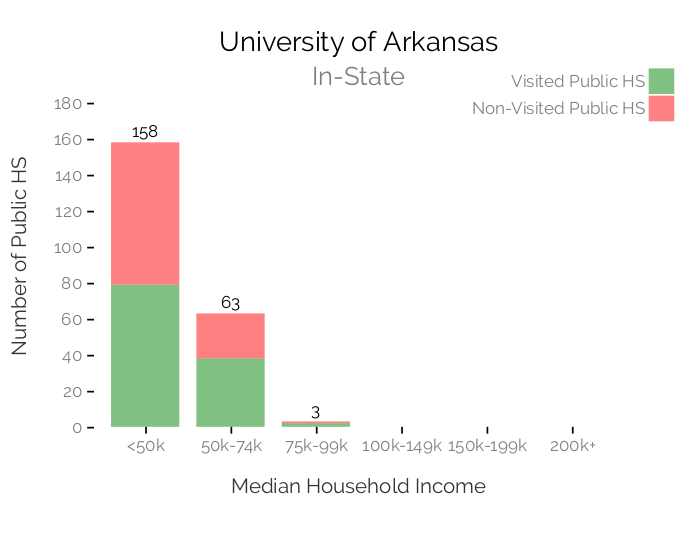 University of Arkansas
In-State
Visited Public HS
Non-Visited Public HS
Number of Public HS
180
160
140
120
100
80
60
40
20
0
158
63
3
<50k 50k-74k 75k-99k 100k-149k 150k-199k 200k+
Median Household Income